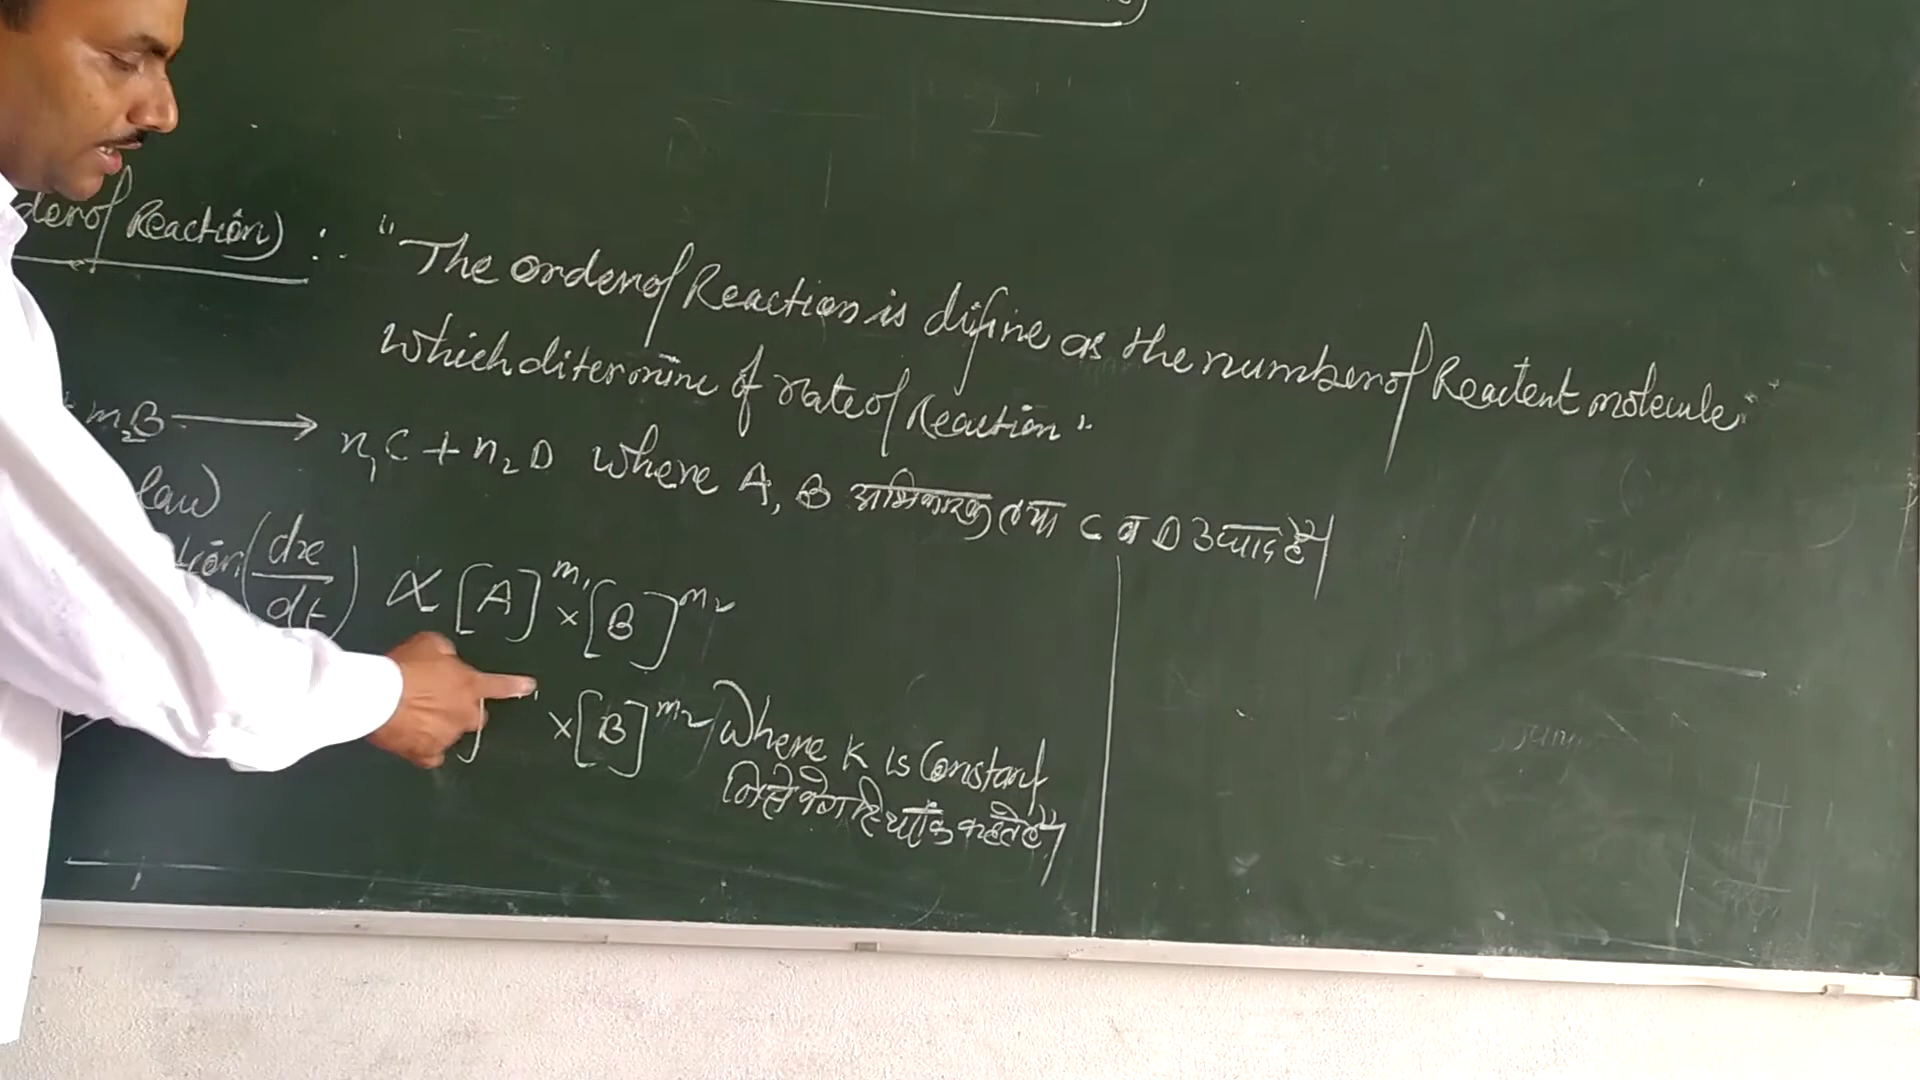 der of Reaction) :- "The order of Reaction is difine as the number of Reactent molecule"
which ditermine of rate of Reaction"
m₂B ⟶ n₁C + n₂D where A, B अभिकारक तथा C व D उत्पाद है।
law
tion (dx/dt) ∝ [A]^m₁ × [B]^m₂
] × [B]^m₂ where K is Constant
जिसे वेग स्थिरांक कहते है।